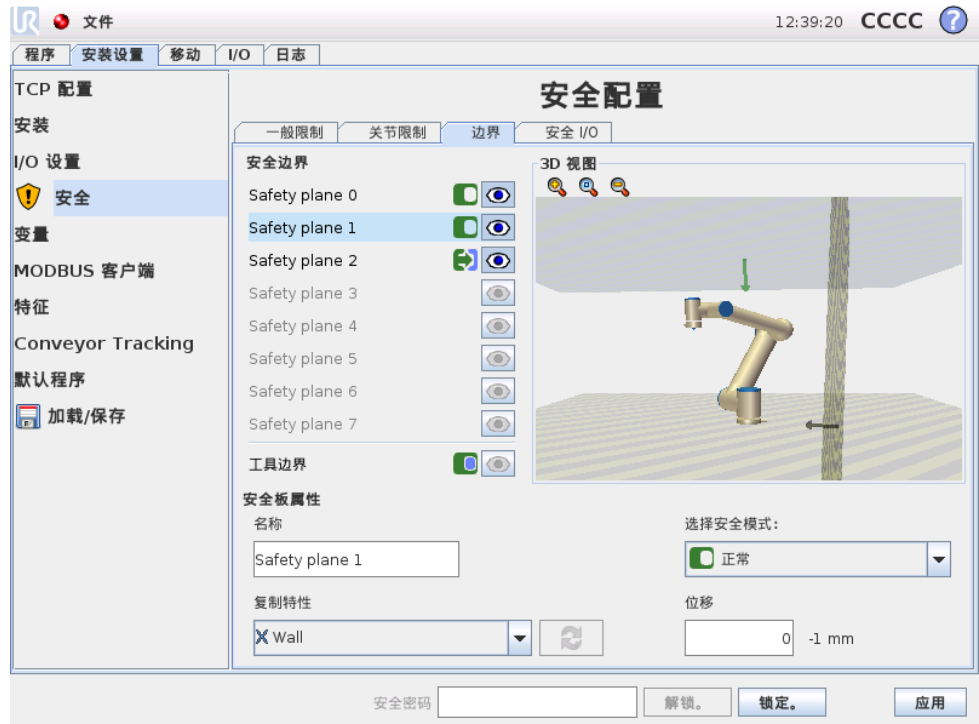 UR 文件 12:39:20 CCCC ?
程序 安装设置 移动 I/O 日志
TCP 配置
安装
I/O 设置
安全
变量
MODBUS 客户端
特征
Conveyor Tracking
默认程序
加载/保存
安全配置
一般限制 关节限制 边界 安全 I/O
安全边界
Safety plane 0
Safety plane 1
Safety plane 2
Safety plane 3
Safety plane 4
Safety plane 5
Safety plane 6
Safety plane 7
工具边界
3D 视图
安全板属性
名称
Safety plane 1
复制特性
Wall
选择安全模式:
正常
位移
0 -1 mm
安全密码 解锁。 锁定。 应用